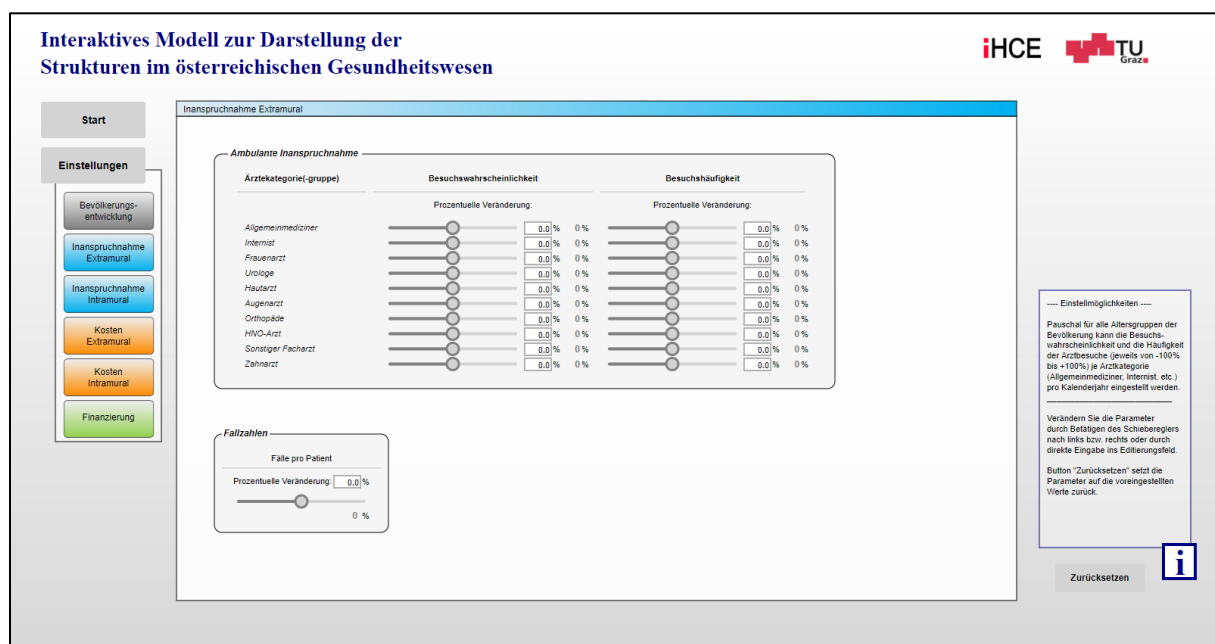 Interaktives Modell zur Darstellung der
Strukturen im österreichischen Gesundheitswesen
iHCE
TU
Graz
Start
Einstellungen
Bevölkerungs-
entwicklung
Inanspruchnahme
Extramural
Inanspruchnahme
Intramural
Kosten
Extramural
Kosten
Intramural
Finanzierung
Inanspruchnahme Extramural
Ambulante Inanspruchnahme
Ärztekategorie(-gruppe) Besuchswahrscheinlichkeit Besuchshäufigkeit
Prozentuelle Veränderung: Prozentuelle Veränderung:
Allgemeinmediziner 0.0 % 0 % 0.0 % 0 %
Internist 0.0 % 0 % 0.0 % 0 %
Frauenarzt 0.0 % 0 % 0.0 % 0 %
Urologe 0.0 % 0 % 0.0 % 0 %
Hautarzt 0.0 % 0 % 0.0 % 0 %
Augenarzt 0.0 % 0 % 0.0 % 0 %
Orthopäde 0.0 % 0 % 0.0 % 0 %
HNO-Arzt 0.0 % 0 % 0.0 % 0 %
Sonstiger Facharzt 0.0 % 0 % 0.0 % 0 %
Zahnarzt 0.0 % 0 % 0.0 % 0 %
Fallzahlen
Fälle pro Patient
Prozentuelle Veränderung: 0.0 %
0 %
---- Einstellmöglichkeiten ----
Pauschal für alle Altersgruppen der
Bevölkerung kann die Besuchs-
wahrscheinlichkeit und die Häufigkeit
der Arztbesuche (jeweils von -100%
bis +100%) je Arztkategorie
(Allgemeinmediziner, Internist, etc.)
pro Kalenderjahr eingestellt werden.
Verändern Sie die Parameter
durch Betätigen des Schiebereglers
nach links bzw. rechts oder durch
direkte Eingabe ins Editierungsfeld.
Button "Zurücksetzen" setzt die
Parameter auf die voreingestellten
Werte zurück.
i
Zurücksetzen